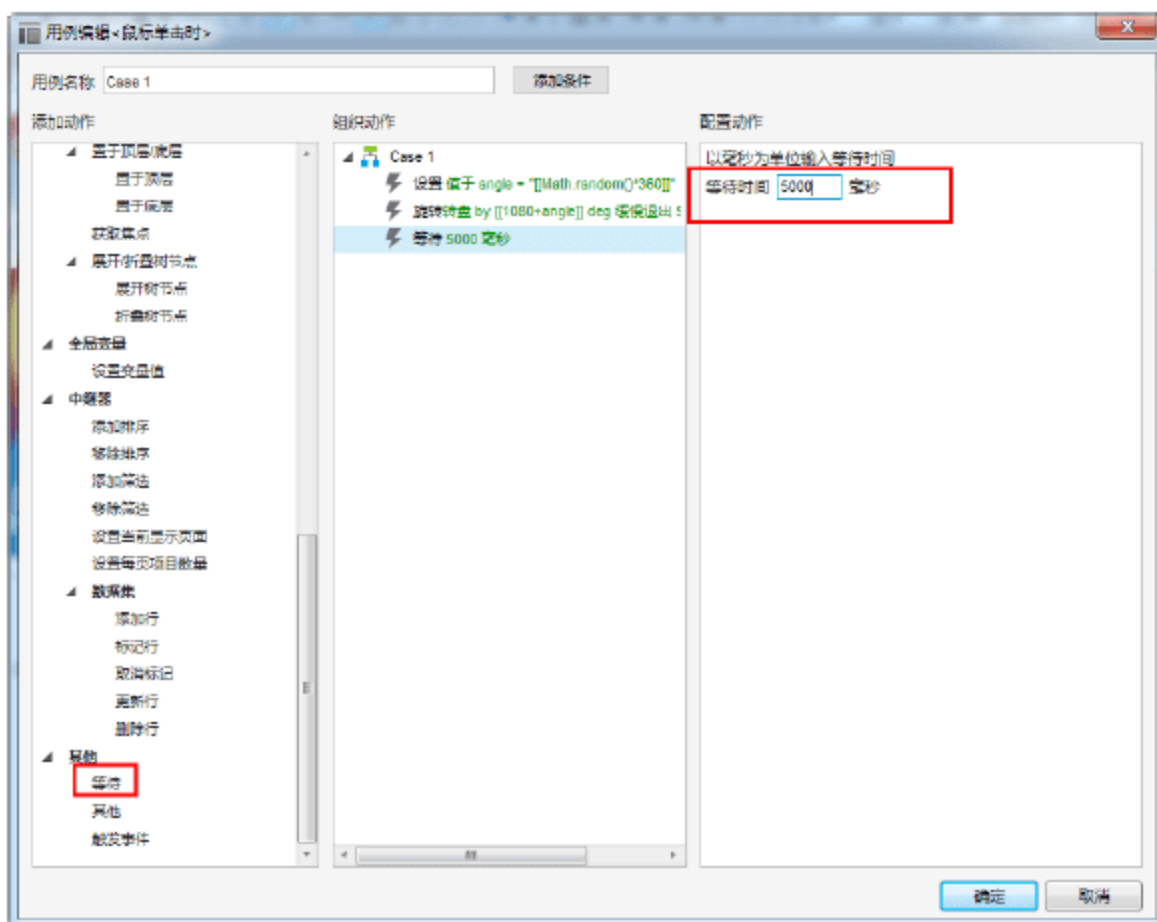 用例编辑<鼠标单击时>
用例名称 Case 1 添加条件
添加动作
置于顶层/底层
置于顶层
置于底层
获取焦点
展开/折叠树节点
展开树节点
折叠树节点
全局变量
设置变量值
中继器
添加排序
移除排序
添加筛选
移除筛选
设置当前显示页面
设置每页项目数量
数据集
添加行
标记行
取消标记
更新行
删除行
其他
等待
其他
触发事件
组织动作
Case 1
设置 值于 angle = "[[Math.random()*360]]"
旋转转盘 by [[1080+angle]] deg 缓慢退出 5
等待 5000 毫秒
配置动作
以毫秒为单位输入等待时间
等待时间 5000 毫秒
确定 取消